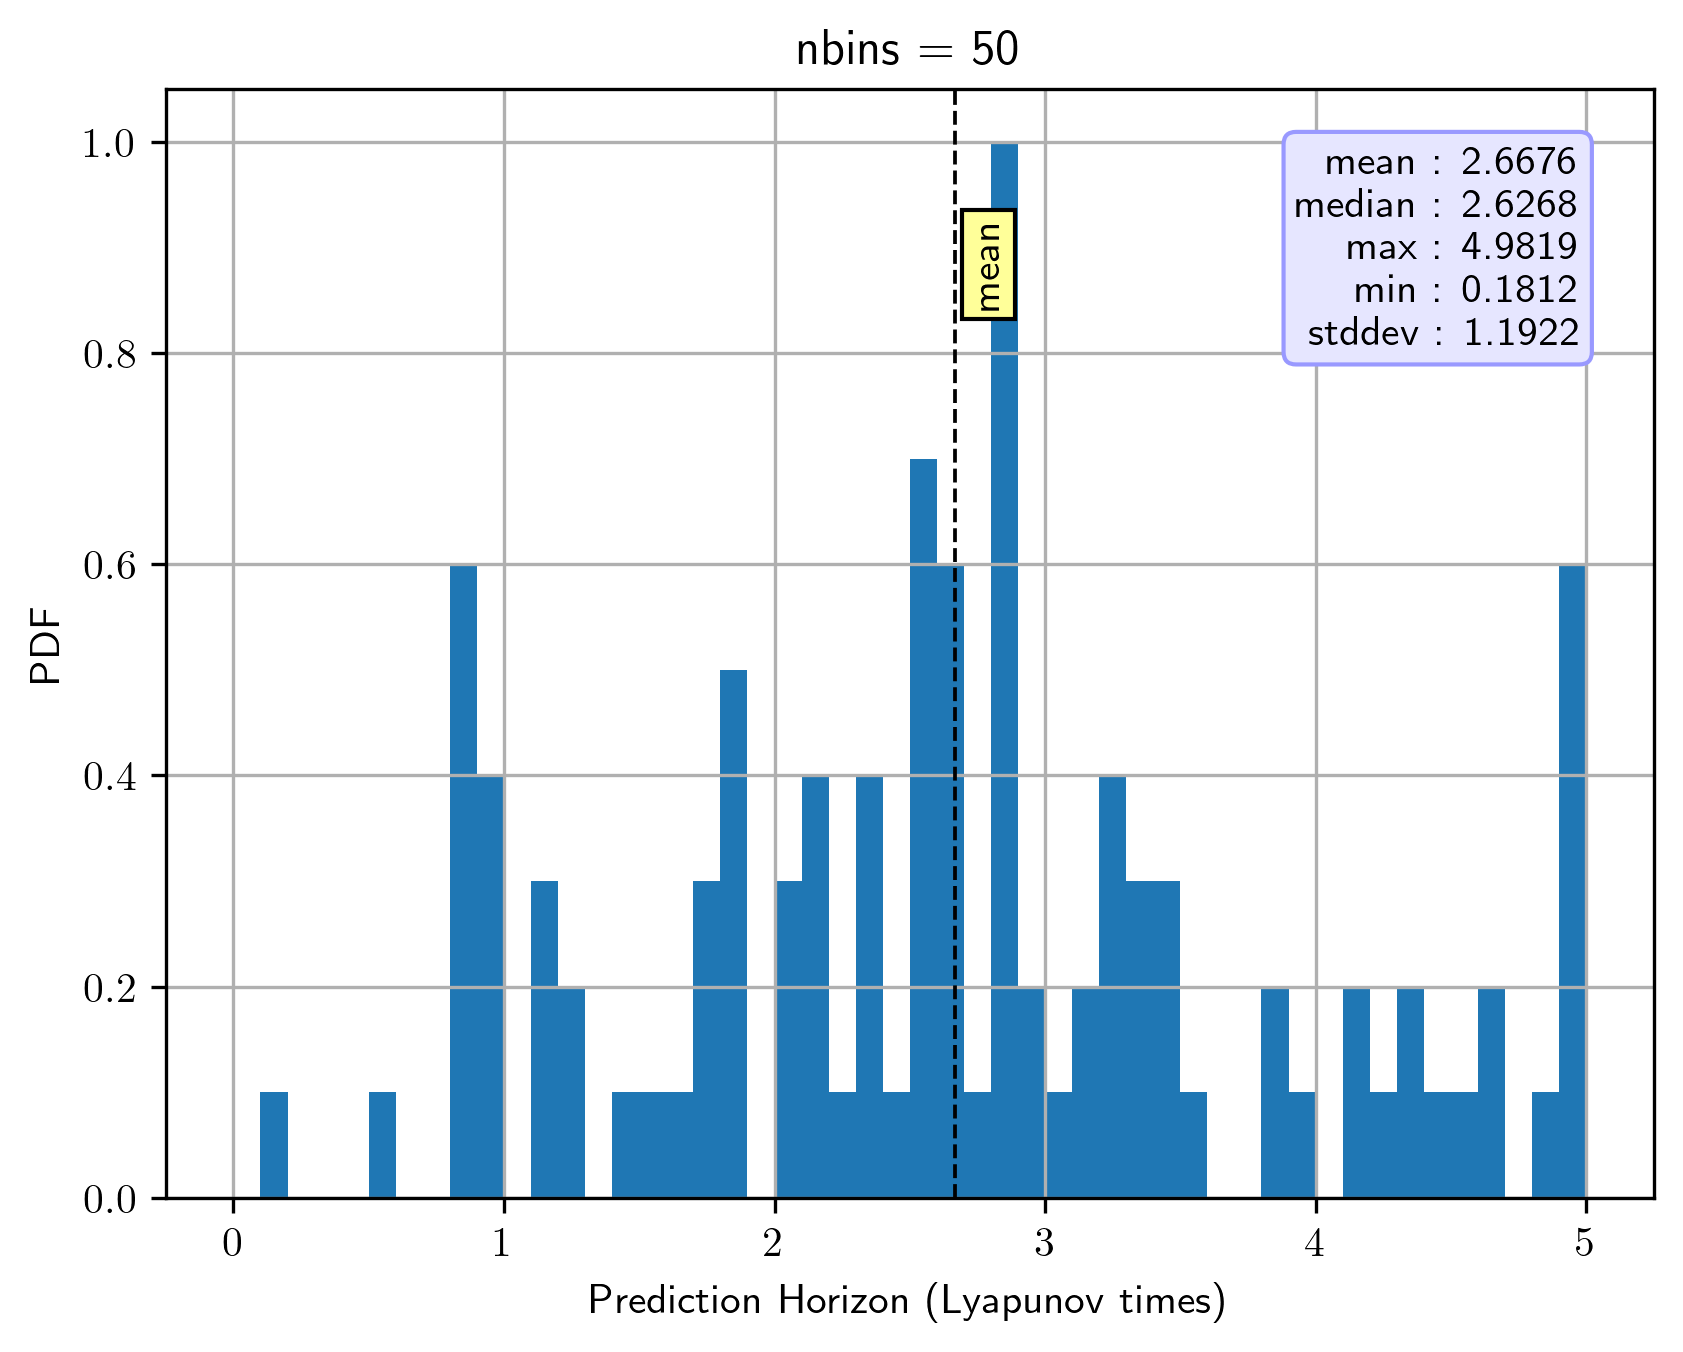 nbins = 50
1.0
0.8
0.6
0.4
0.2
0.0
PDF
mean
mean : 2.6676
median : 2.6268
max : 4.9819
min : 0.1812
stddev : 1.1922
0 1 2 3 4 5
Prediction Horizon (Lyapunov times)